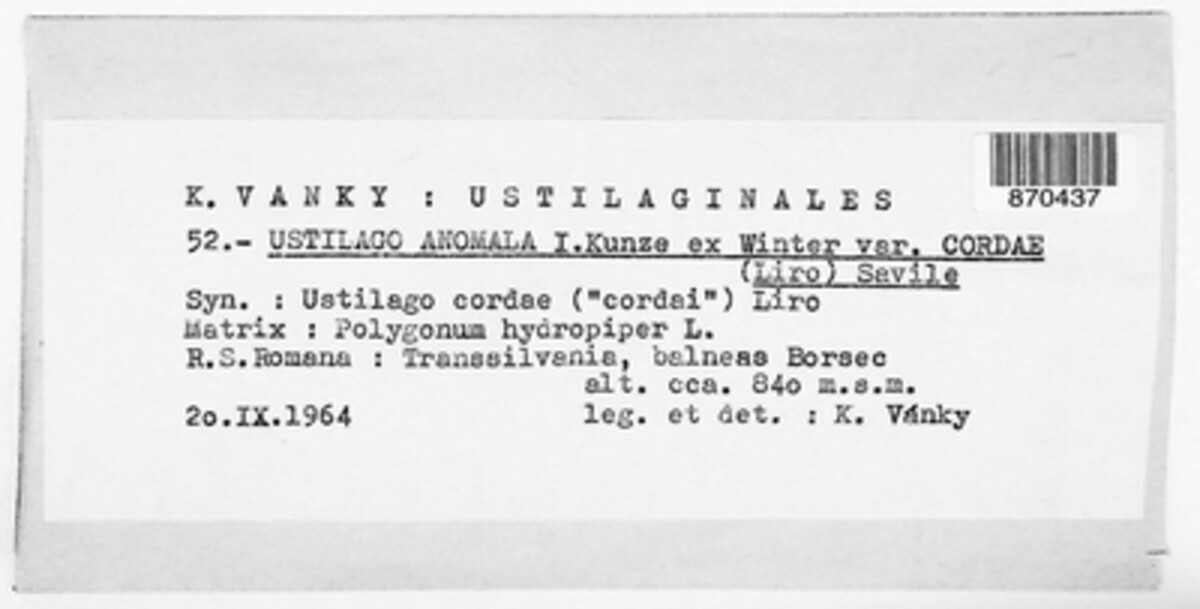 870437
K. VANKY : USTILAGINALES
52.- USTILAGO ANOMALA I.Kunze ex Winter var. CORDAE
(Liro) Savile
Syn. : Ustilago cordae ("cordai") Liro
Matrix : Polygonum hydropiper L.
R.S.Romana : Transsilvania, balneas Borsec
alt. cca. 84o m.s.m.
2o.IX.1964 leg. et det. : K. Vánky